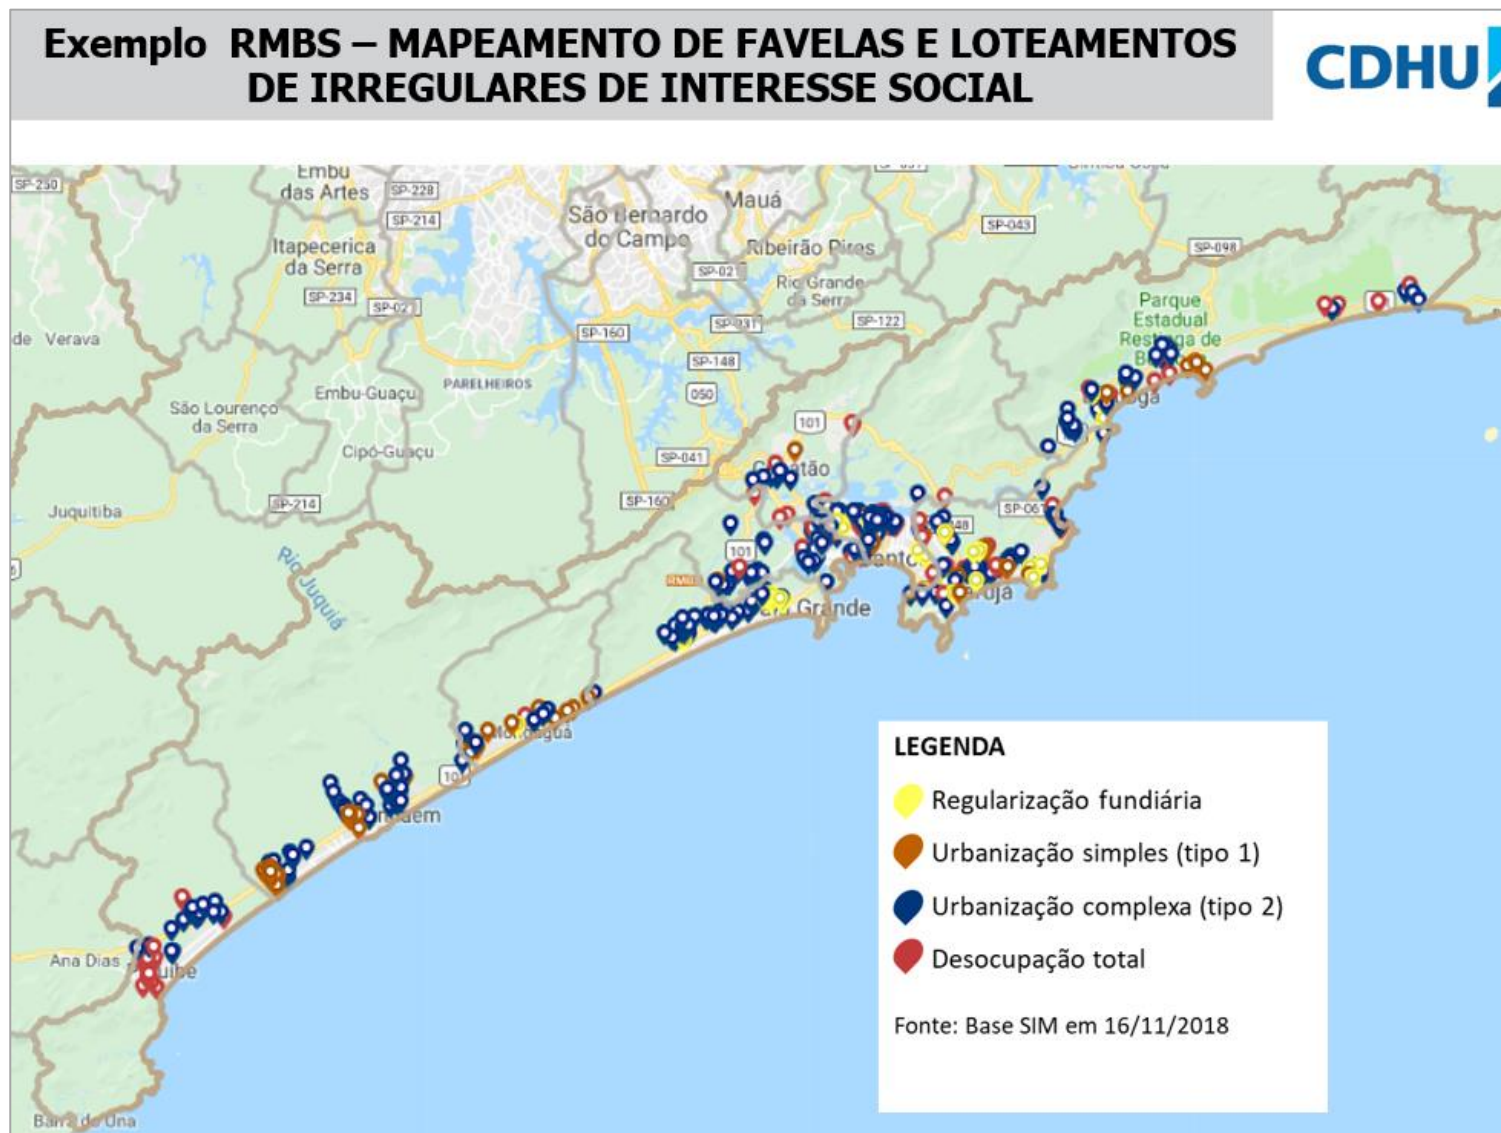 Exemplo RMBS – MAPEAMENTO DE FAVELAS E LOTEAMENTOS
DE IRREGULARES DE INTERESSE SOCIAL
CDHU
SP-250
Embu
das Artes
SP-228
SP-214
Mauá
São Bernardo
do Campo
SP-043
Itapecerica
da Serra
Ribeirão Pires
SP-098
SP-021
Rio Grande
da Serra
SP-234
Parque
Estadual
Restinga de
SP-122
SP-160
de Verava
SP-148
PARELHEIROS
Embu-Guaçu
050
São Lourenço
da Serra
101
Cipó-Guaçu
SP-041
SP-214
SP-160
SP-061
Juquitiba
101
Rio Juquiá
Grande
LEGENDA
Regularização fundiária
Urbanização simples (tipo 1)
Urbanização complexa (tipo 2)
Desocupação total
Fonte: Base SIM em 16/11/2018
Ana Dias
Barra do Una